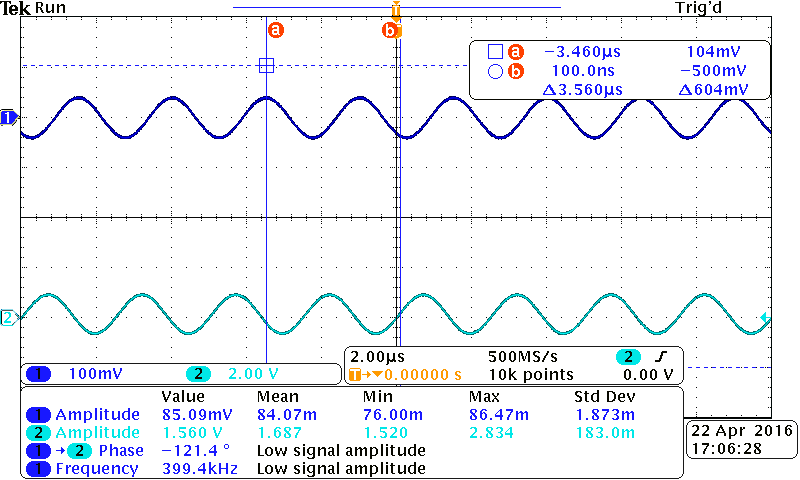 Tek Run Trig'd
T
a b
a −3.460µs 104mV
b 100.0ns −500mV
Δ3.560µs Δ604mV
1
2
1 100mV 2 2.00 V
2.00µs 500MS/s 2
T→▼0.00000 s 10k points 0.00 V
Value Mean Min Max Std Dev
1 Amplitude 85.09mV 84.07m 76.00m 86.47m 1.873m
2 Amplitude 1.560 V 1.687 1.520 2.834 183.0m
1 → 2 Phase −121.4 ° Low signal amplitude
1 Frequency 399.4kHz Low signal amplitude
22 Apr 2016
17:06:28